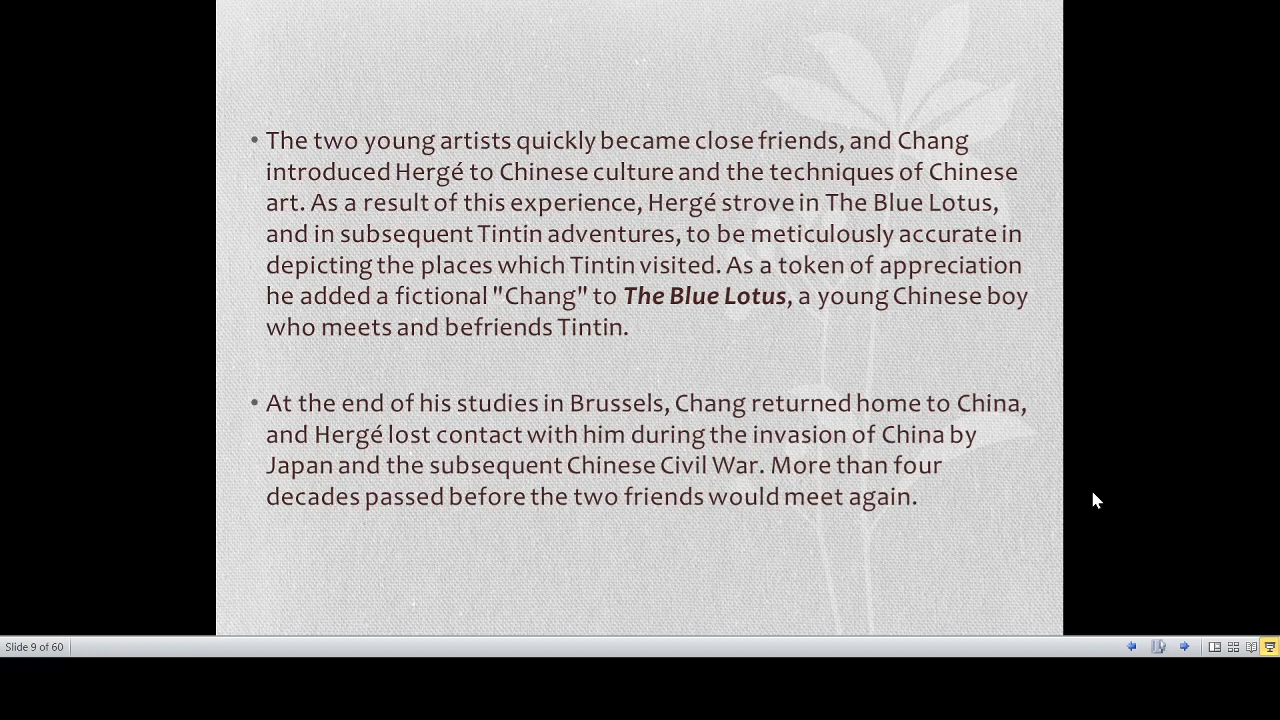 • The two young artists quickly became close friends, and Chang
introduced Hergé to Chinese culture and the techniques of Chinese
art. As a result of this experience, Hergé strove in The Blue Lotus,
and in subsequent Tintin adventures, to be meticulously accurate in
depicting the places which Tintin visited. As a token of appreciation
he added a fictional "Chang" to The Blue Lotus, a young Chinese boy
who meets and befriends Tintin.
• At the end of his studies in Brussels, Chang returned home to China,
and Hergé lost contact with him during the invasion of China by
Japan and the subsequent Chinese Civil War. More than four
decades passed before the two friends would meet again.
Slide 9 of 60